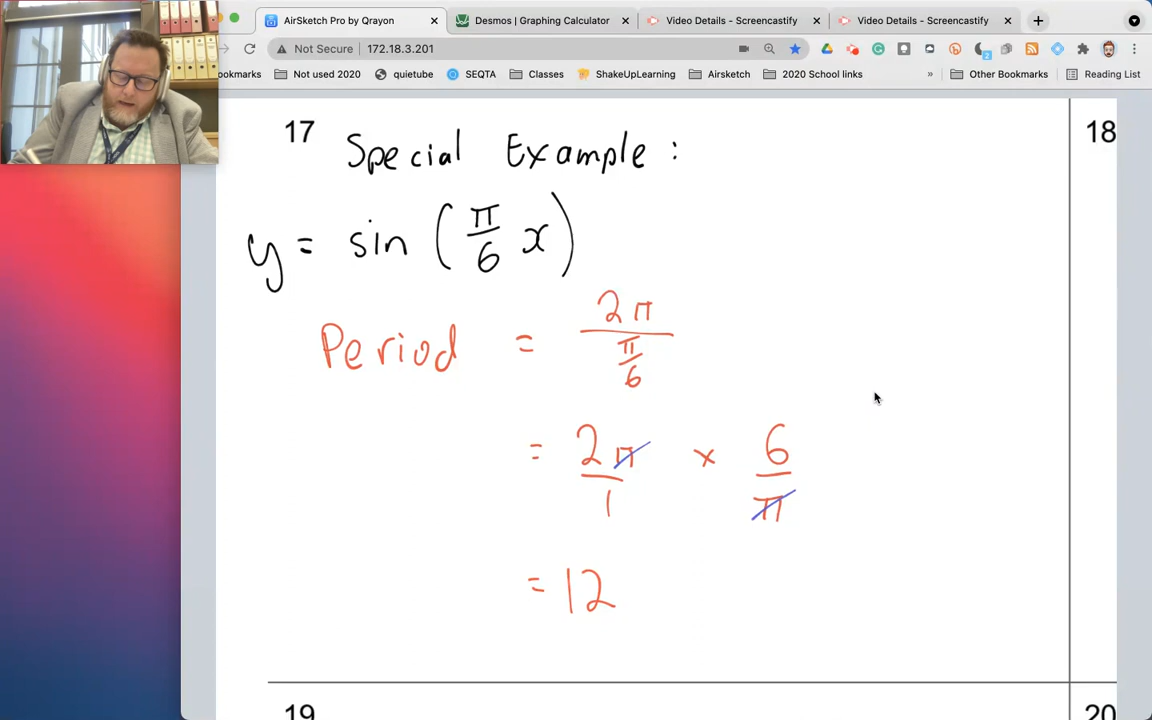 AirSketch Pro by Qrayon
Desmos | Graphing Calculator
Video Details - Screencastify
Video Details - Screencastify
Not Secure | 172.18.3.201
ookmarks Not used 2020 quietube SEQTA Classes ShakeUpLearning Airsketch 2020 School links » Other Bookmarks Reading List
17 Special Example :
18
y = sin (π/6 x)
Period = 2π/(π/6)
= 2π/1 × 6/π
= 12
19
20